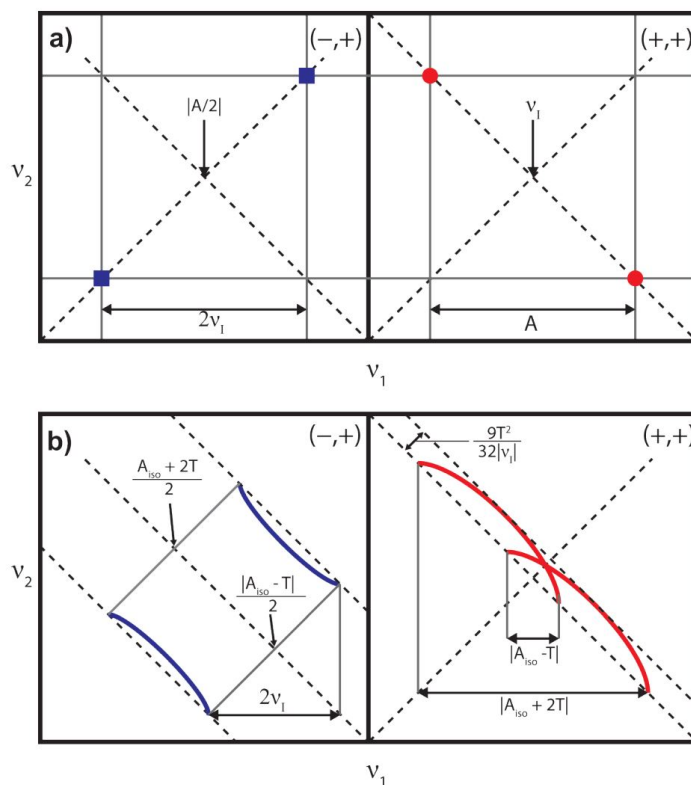 a)
(−,+)
(+,+)
|A/2|
ν_I
ν_2
2ν_I
A
ν_1
b)
(−,+)
(+,+)
9T²
32|ν_I|
A_iso + 2T
2
ν_2
|A_iso - T|
2
|A_iso -T|
2ν_I
|A_iso + 2T|
ν_1